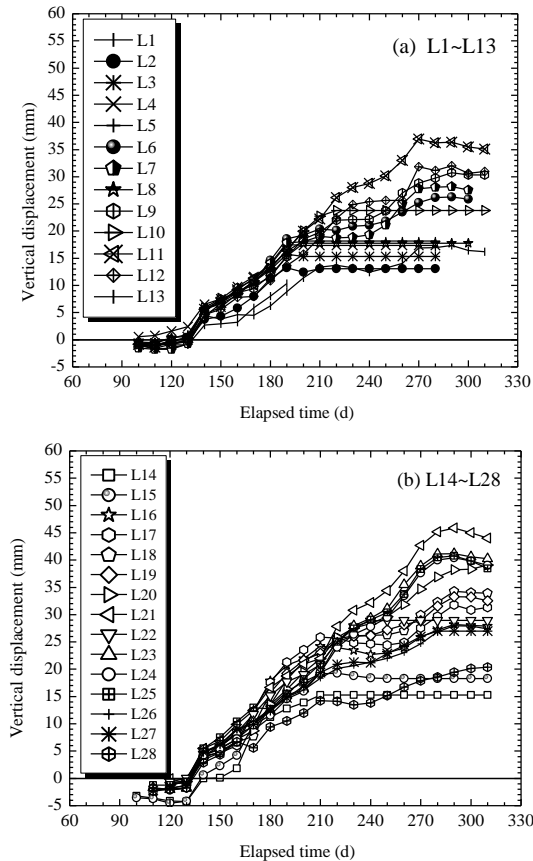 60
55
50
45
40
35
30
25
20
15
10
5
0
-5
Vertical displacement (mm)
L1
L2
L3
L4
L5
L6
L7
L8
L9
L10
L11
L12
L13
(a) L1~L13
60 90 120 150 180 210 240 270 300 330
Elapsed time (d)
60
55
50
45
40
35
30
25
20
15
10
5
0
-5
Vertical displacement (mm)
L14
L15
L16
L17
L18
L19
L20
L21
L22
L23
L24
L25
L26
L27
L28
(b) L14~L28
60 90 120 150 180 210 240 270 300 330
Elapsed time (d)